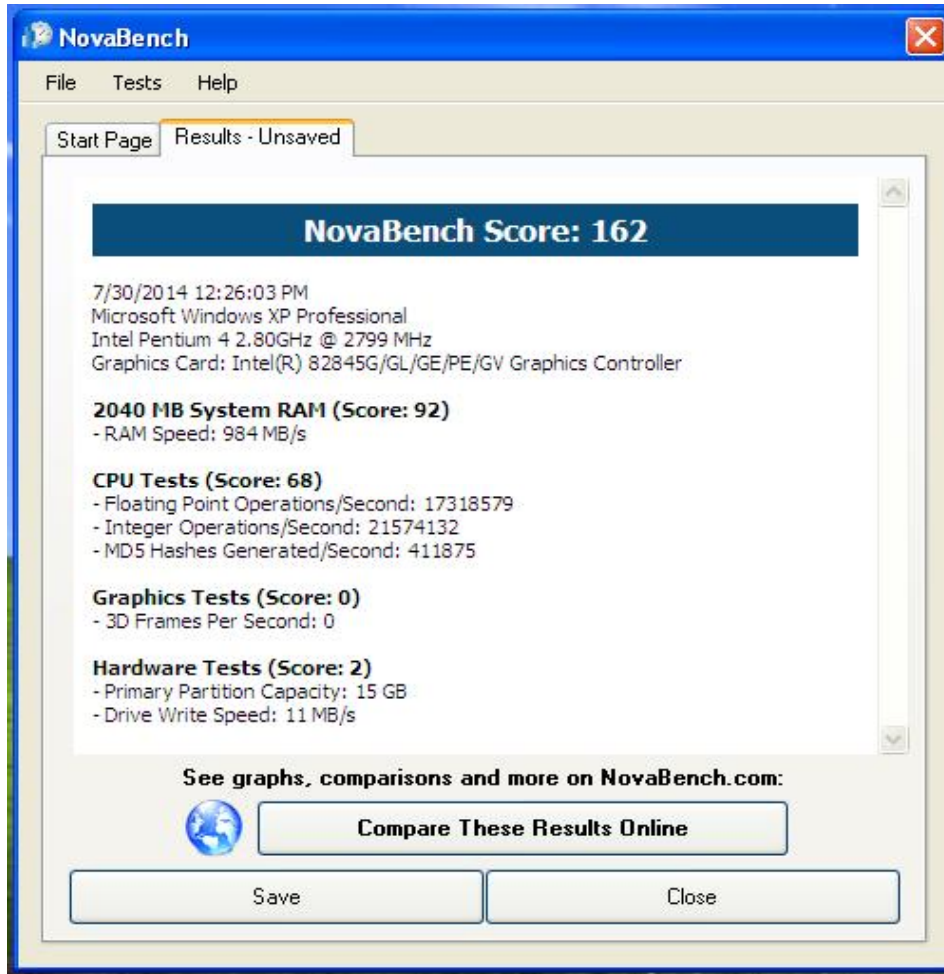 NovaBench
File Tests Help
Start Page Results - Unsaved
NovaBench Score: 162
7/30/2014 12:26:03 PM
Microsoft Windows XP Professional
Intel Pentium 4 2.80GHz @ 2799 MHz
Graphics Card: Intel(R) 82845G/GL/GE/PE/GV Graphics Controller
2040 MB System RAM (Score: 92)
- RAM Speed: 984 MB/s
CPU Tests (Score: 68)
- Floating Point Operations/Second: 17318579
- Integer Operations/Second: 21574132
- MD5 Hashes Generated/Second: 411875
Graphics Tests (Score: 0)
- 3D Frames Per Second: 0
Hardware Tests (Score: 2)
- Primary Partition Capacity: 15 GB
- Drive Write Speed: 11 MB/s
See graphs, comparisons and more on NovaBench.com:
Compare These Results Online
Save Close